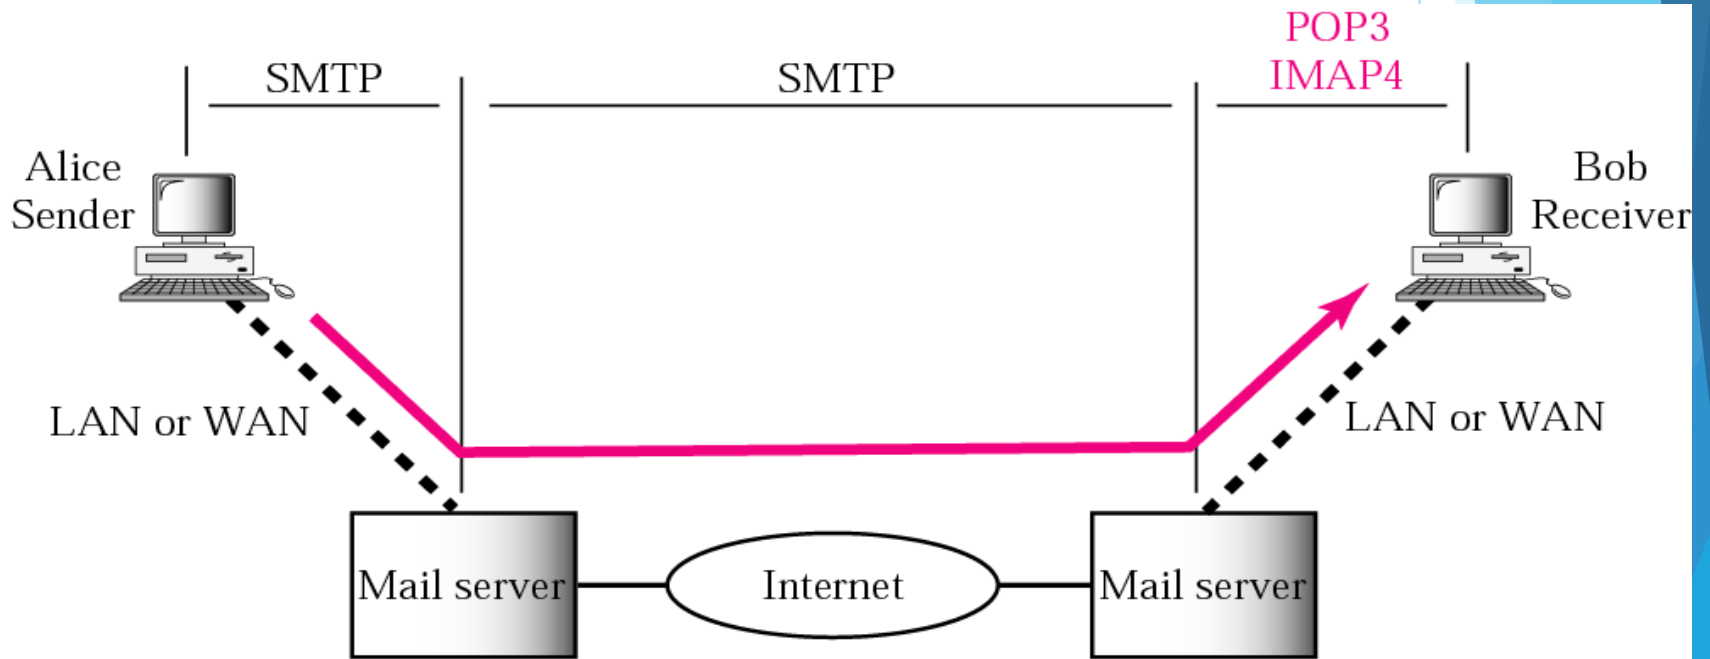 POP3
SMTP
SMTP
IMAP4
Alice
Sender
Bob
Receiver
LAN or WAN
LAN or WAN
Mail server
Internet
Mail server